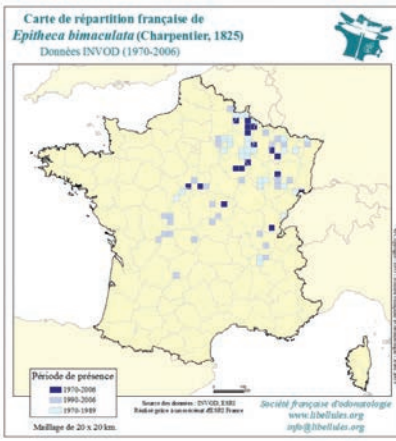 Carte de répartition française de
Epitheca bimaculata (Charpentier, 1825)
Données INVOD (1970-2006)
Période de présence
1970-2006
1990-2006
1970-1989
Maillage de 20 x 20 km.
Source des données : INVOD, ESRI
Société française d'odonatologie
www.libellules.org
info@libellules.org